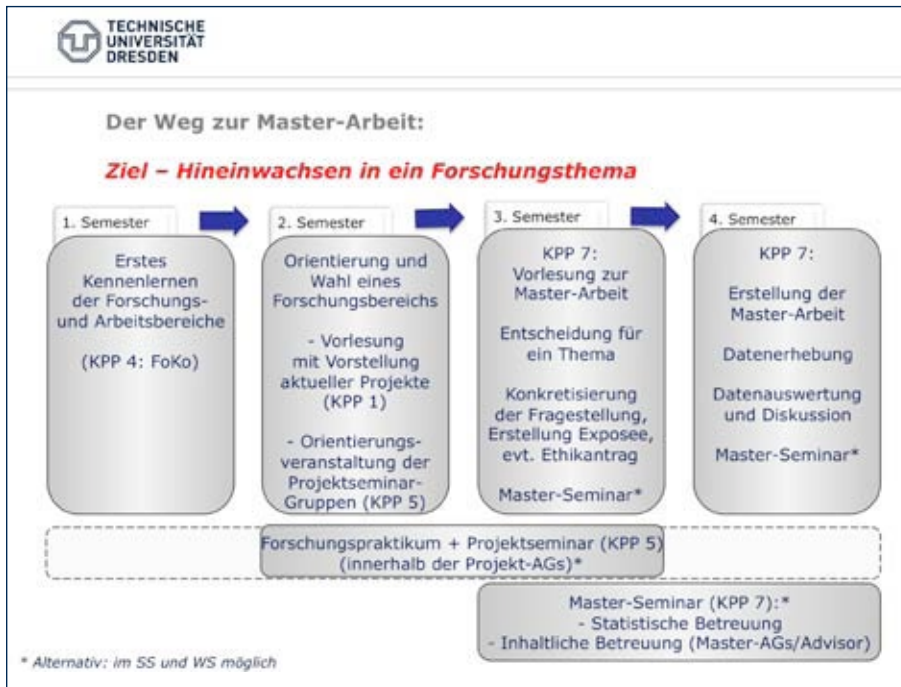 TECHNISCHE
UNIVERSITÄT
DRESDEN
Der Weg zur Master-Arbeit:
Ziel – Hineinwachsen in ein Forschungsthema
1. Semester
Erstes
Kennenlernen
der Forschungs-
und Arbeitsbereiche
(KPP 4: FoKo)
2. Semester
Orientierung und
Wahl eines
Forschungsbereichs
- Vorlesung
mit Vorstellung
aktueller Projekte
(KPP 1)
- Orientierungs-
veranstaltung der
Projektseminar-
Gruppen (KPP 5)
3. Semester
KPP 7:
Vorlesung zur
Master-Arbeit
Entscheidung für
ein Thema
Konkretisierung
der Fragestellung,
Erstellung Exposee,
evt. Ethikantrag
Master-Seminar*
4. Semester
KPP 7:
Erstellung der
Master-Arbeit
Datenerhebung
Datenauswertung
und Diskussion
Master-Seminar*
Forschungspraktikum + Projektseminar (KPP 5)
(innerhalb der Projekt-AGs)*
Master-Seminar (KPP 7):*
- Statistische Betreuung
- Inhaltliche Betreuung (Master-AGs/Advisor)
* Alternativ: im SS und WS möglich